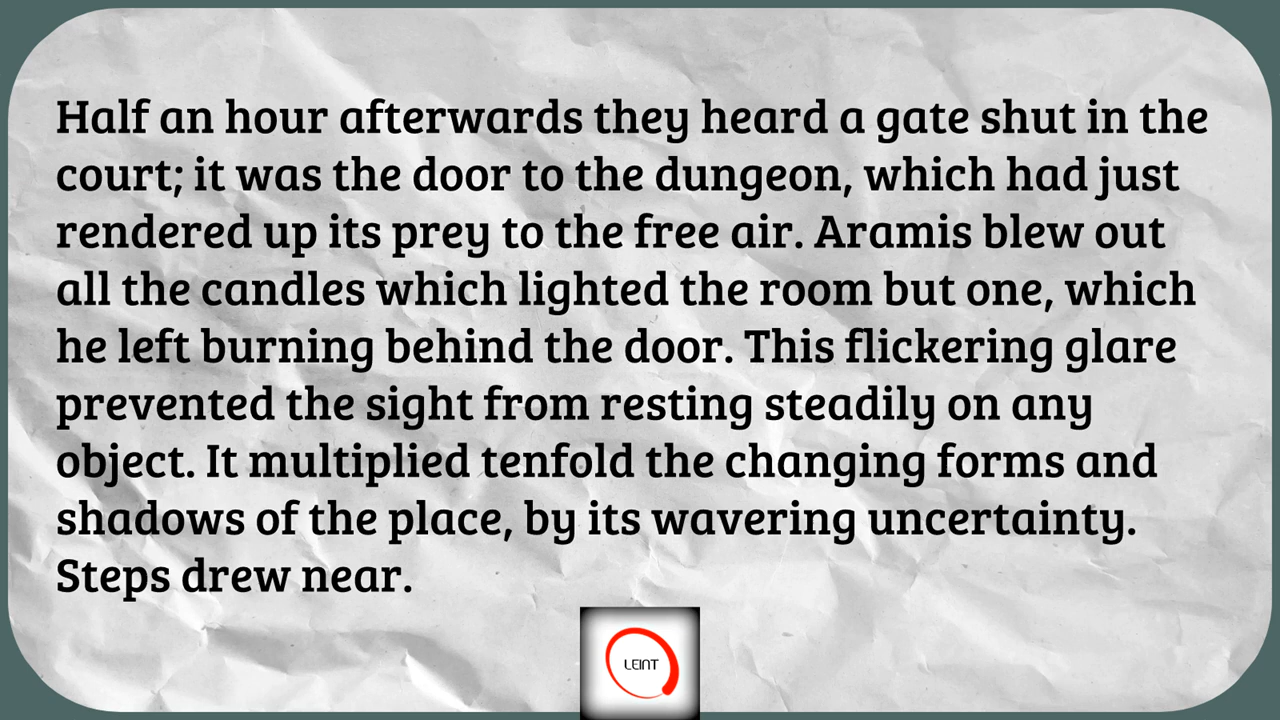 Half an hour afterwards they heard a gate shut in the
court; it was the door to the dungeon, which had just
rendered up its prey to the free air. Aramis blew out
all the candles which lighted the room but one, which
he left burning behind the door. This flickering glare
prevented the sight from resting steadily on any
object. It multiplied tenfold the changing forms and
shadows of the place, by its wavering uncertainty.
Steps drew near.
LEINT